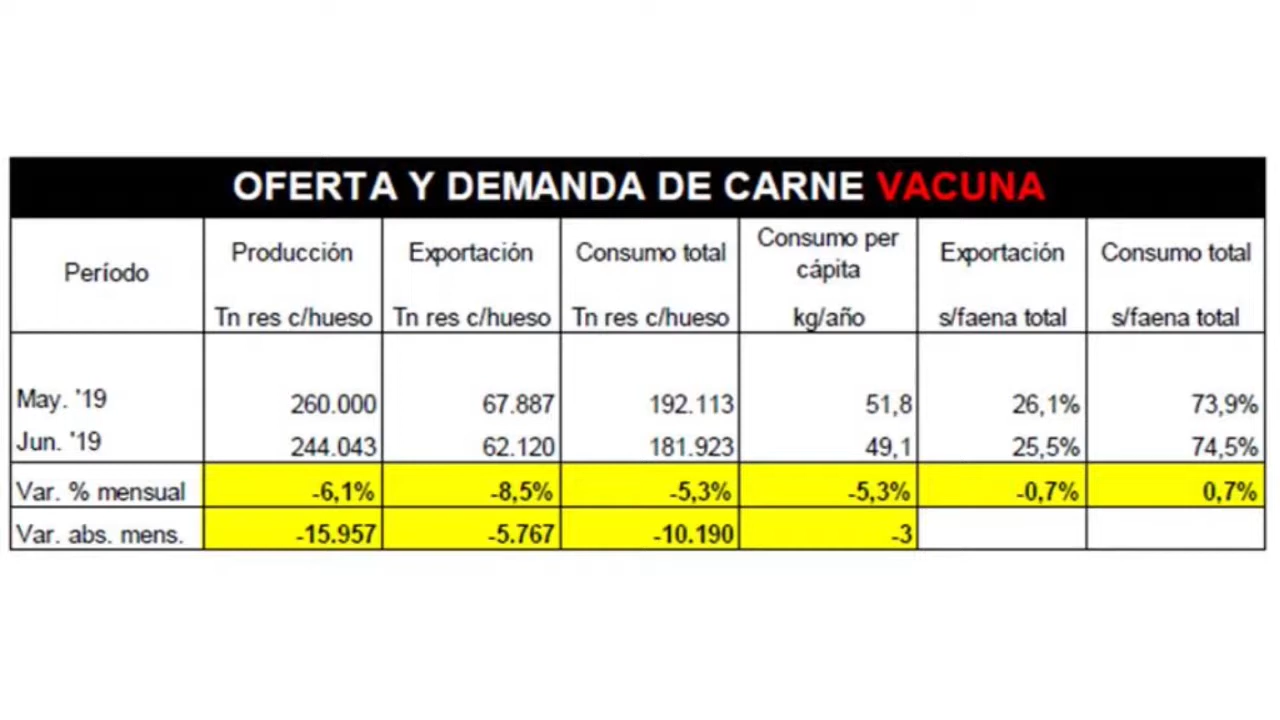 OFERTA Y DEMANDA DE CARNE VACUNA
Período Producción Exportación Consumo total Consumo per cápita Exportación Consumo total
Tn res c/hueso Tn res c/hueso Tn res c/hueso kg/año s/faena total s/faena total
May. '19 260.000 67.887 192.113 51,8 26,1% 73,9%
Jun. '19 244.043 62.120 181.923 49,1 25,5% 74,5%
Var. % mensual -6,1% -8,5% -5,3% -5,3% -0,7% 0,7%
Var. abs. mens. -15.957 -5.767 -10.190 -3